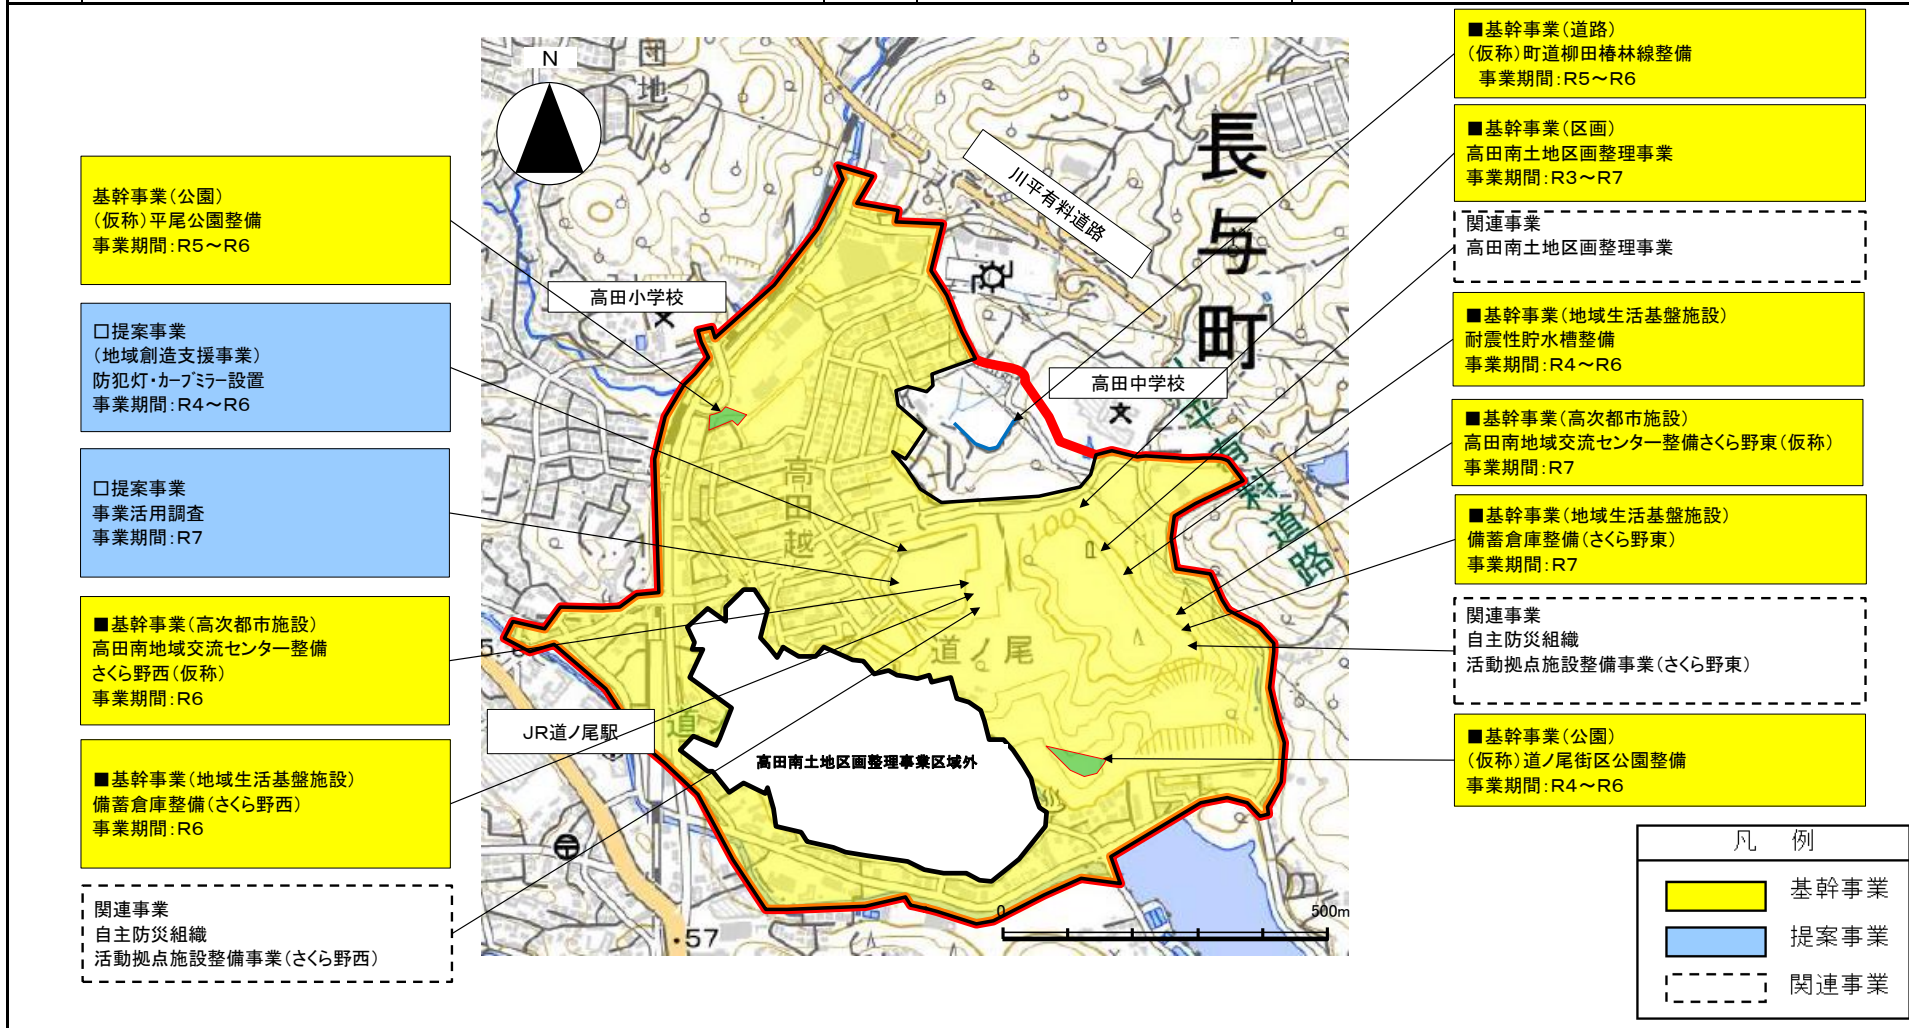 基幹事業(公園)
(仮称)平尾公園整備
事業期間:R5～R6
□提案事業
(地域創造支援事業)
防犯灯・カーブミラー設置
事業期間:R4～R6
□提案事業
事業活用調査
事業期間:R7
■基幹事業(高次都市施設)
高田南地域交流センター整備
さくら野西(仮称)
事業期間:R6
■基幹事業(地域生活基盤施設)
備蓄倉庫整備(さくら野西)
事業期間:R6
関連事業
自主防災組織
活動拠点施設整備事業(さくら野西)
N
団地
川平有料道路
長与町
高田小学校
高田中学校
川平有料道路
高田越
道ノ尾
JR道ノ尾駅
道
高田南土地区画整理事業区域外
5
57
0
500m
■基幹事業(道路)
(仮称)町道柳田椿林線整備
事業期間:R5～R6
■基幹事業(区画)
高田南土地区画整理事業
事業期間:R3～R7
関連事業
高田南土地区画整理事業
■基幹事業(地域生活基盤施設)
耐震性貯水槽整備
事業期間:R4～R6
■基幹事業(高次都市施設)
高田南地域交流センター整備さくら野東(仮称)
事業期間:R7
■基幹事業(地域生活基盤施設)
備蓄倉庫整備(さくら野東)
事業期間:R7
関連事業
自主防災組織
活動拠点施設整備事業(さくら野東)
■基幹事業(公園)
(仮称)道ノ尾街区公園整備
事業期間:R4～R6
凡　例
基幹事業
提案事業
関連事業